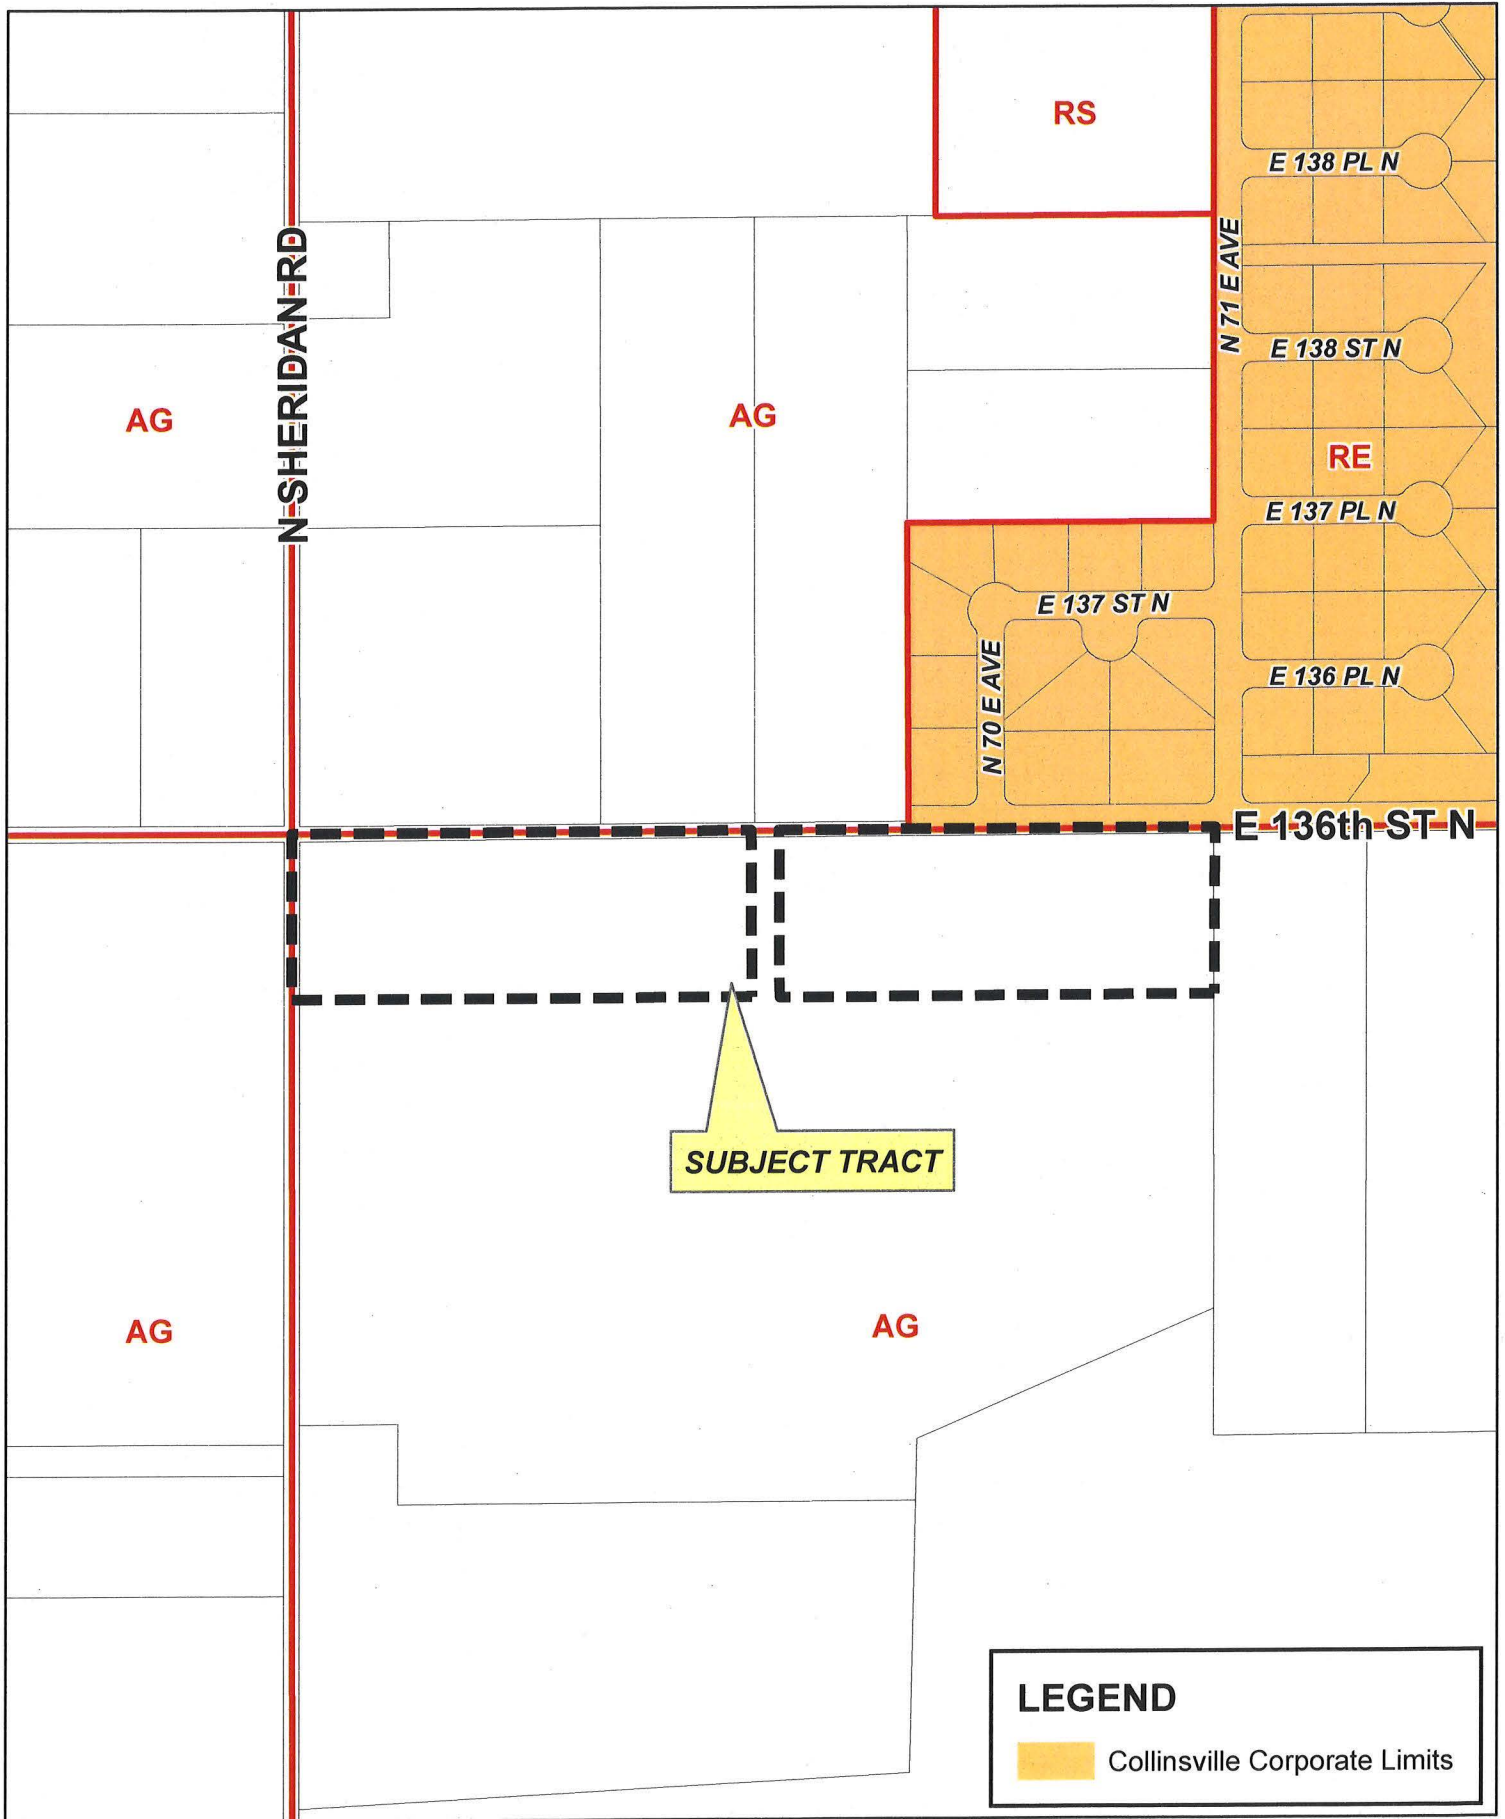 RS
E 138 PL N
N SHERIDAN RD
N 71 E AVE
E 138 ST N
AG
AG
RE
E 137 PL N
E 137 ST N
N 70 E AVE
E 136 PL N
E 136th ST N
SUBJECT TRACT
AG
AG
LEGEND
Collinsville Corporate Limits